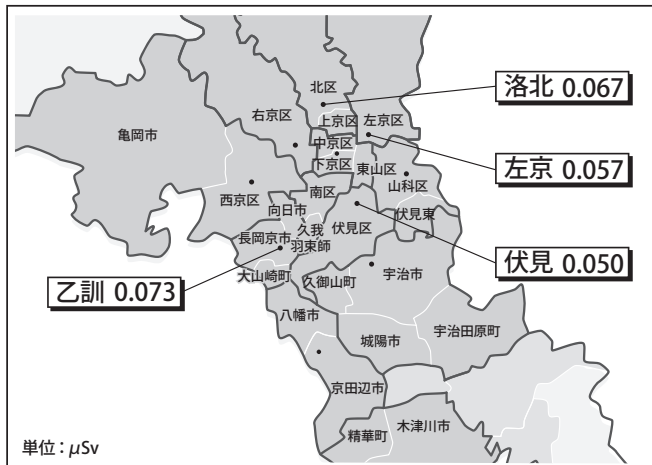 北区
洛北 0.067
右京区
上京区
左京区
亀岡市
中京区
下京区
左京 0.057
東山区
山科区
西京区
南区
向日市
久我
羽束師
伏見区
伏見東
長岡京市
伏見 0.050
大山崎町
久御山町
宇治市
乙訓 0.073
八幡市
城陽市
宇治田原町
京田辺市
精華町
木津川市
単位：μSv